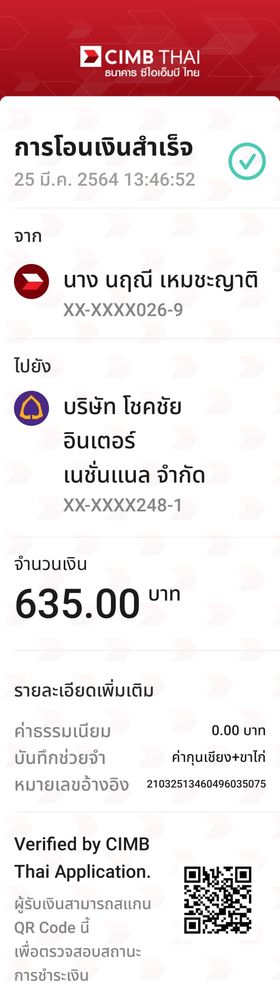 CIMB THAI
ธนาคาร ซีไอเอ็มบี ไทย
การโอนเงินสำเร็จ
25 มี.ค. 2564 13:46:52
จาก
นาง นฤณี เหมชะญาติ
XX-XXXX026-9
ไปยัง
บริษัท โชคชัย
อินเตอร์
เนชั่นแนล จำกัด
XX-XXXX248-1
จำนวนเงิน
635.00 บาท
รายละเอียดเพิ่มเติม
ค่าธรรมเนียม 0.00 บาท
บันทึกช่วยจำ ค่ากุนเชียง+ขาไก่
หมายเลขอ้างอิง 21032513460496035075
Verified by CIMB
Thai Application.
ผู้รับเงินสามารถสแกน
QR Code นี้
เพื่อตรวจสอบสถานะ
การชำระเงิน